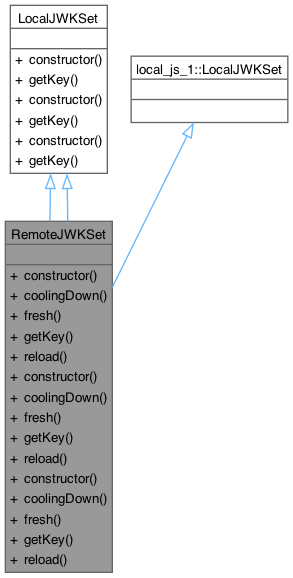 LocalJWKSet
+ constructor()
+ getKey()
+ constructor()
+ getKey()
+ constructor()
+ getKey()
local_js_1::LocalJWKSet
RemoteJWKSet
+ constructor()
+ coolingDown()
+ fresh()
+ getKey()
+ reload()
+ constructor()
+ coolingDown()
+ fresh()
+ getKey()
+ reload()
+ constructor()
+ coolingDown()
+ fresh()
+ getKey()
+ reload()